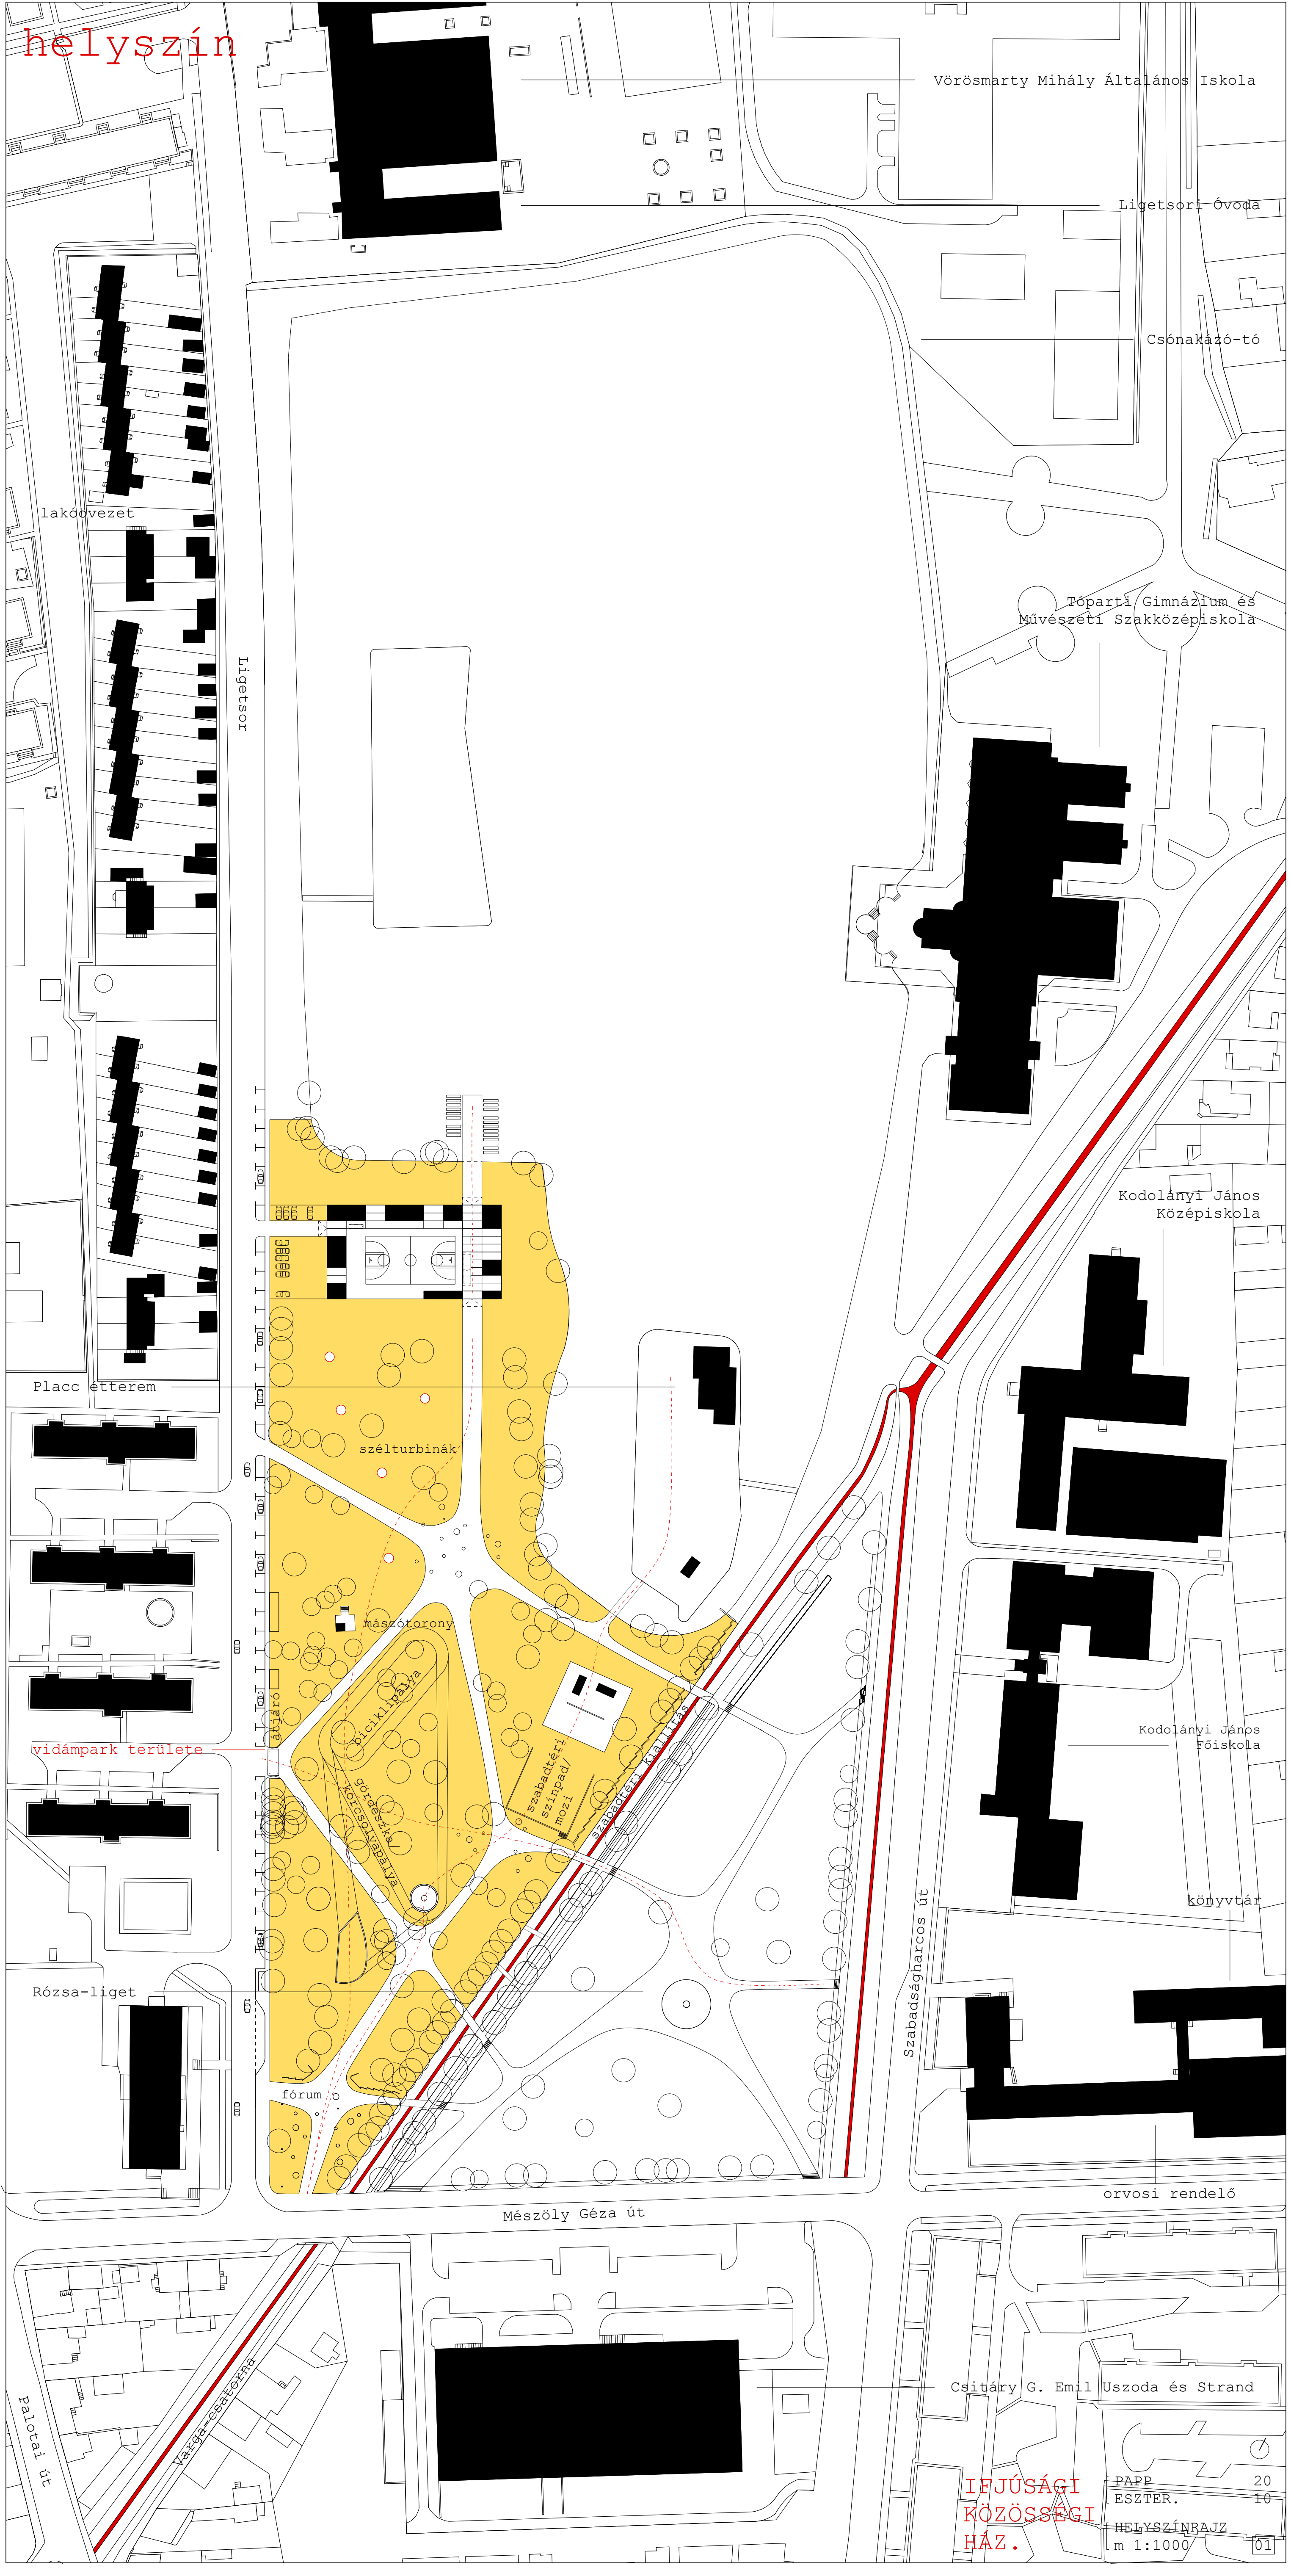 helyszín
Vörösmarty Mihály Általános Iskola
Ligetsori Óvoda
Csónakázó-tó
lakóövezet
Tóparti Gimnázium és
Művészeti Szakközépiskola
Ligetsor
Kodolányi János
Középiskola
Placc étterem
szélturbinák
mászótorony
átjáró
biciklipálya
vidámpark területe
gördeszka/
korcsolyapálya
szabadtéri
színpad/
mozi
szabadtéri kiállítás
Kodolányi János
Főiskola
könyvtár
Szabadságharcos út
Rózsa-liget
fórum
orvosi rendelő
Mészöly Géza út
Varga-csatorna
Palotai út
Csitáry G. Emil Uszoda és Strand
IFJÚSÁGI
KÖZÖSSÉGI
HÁZ.
PAPP 20
ESZTER. 10
HELYSZÍNRAJZ
m 1:1000 01